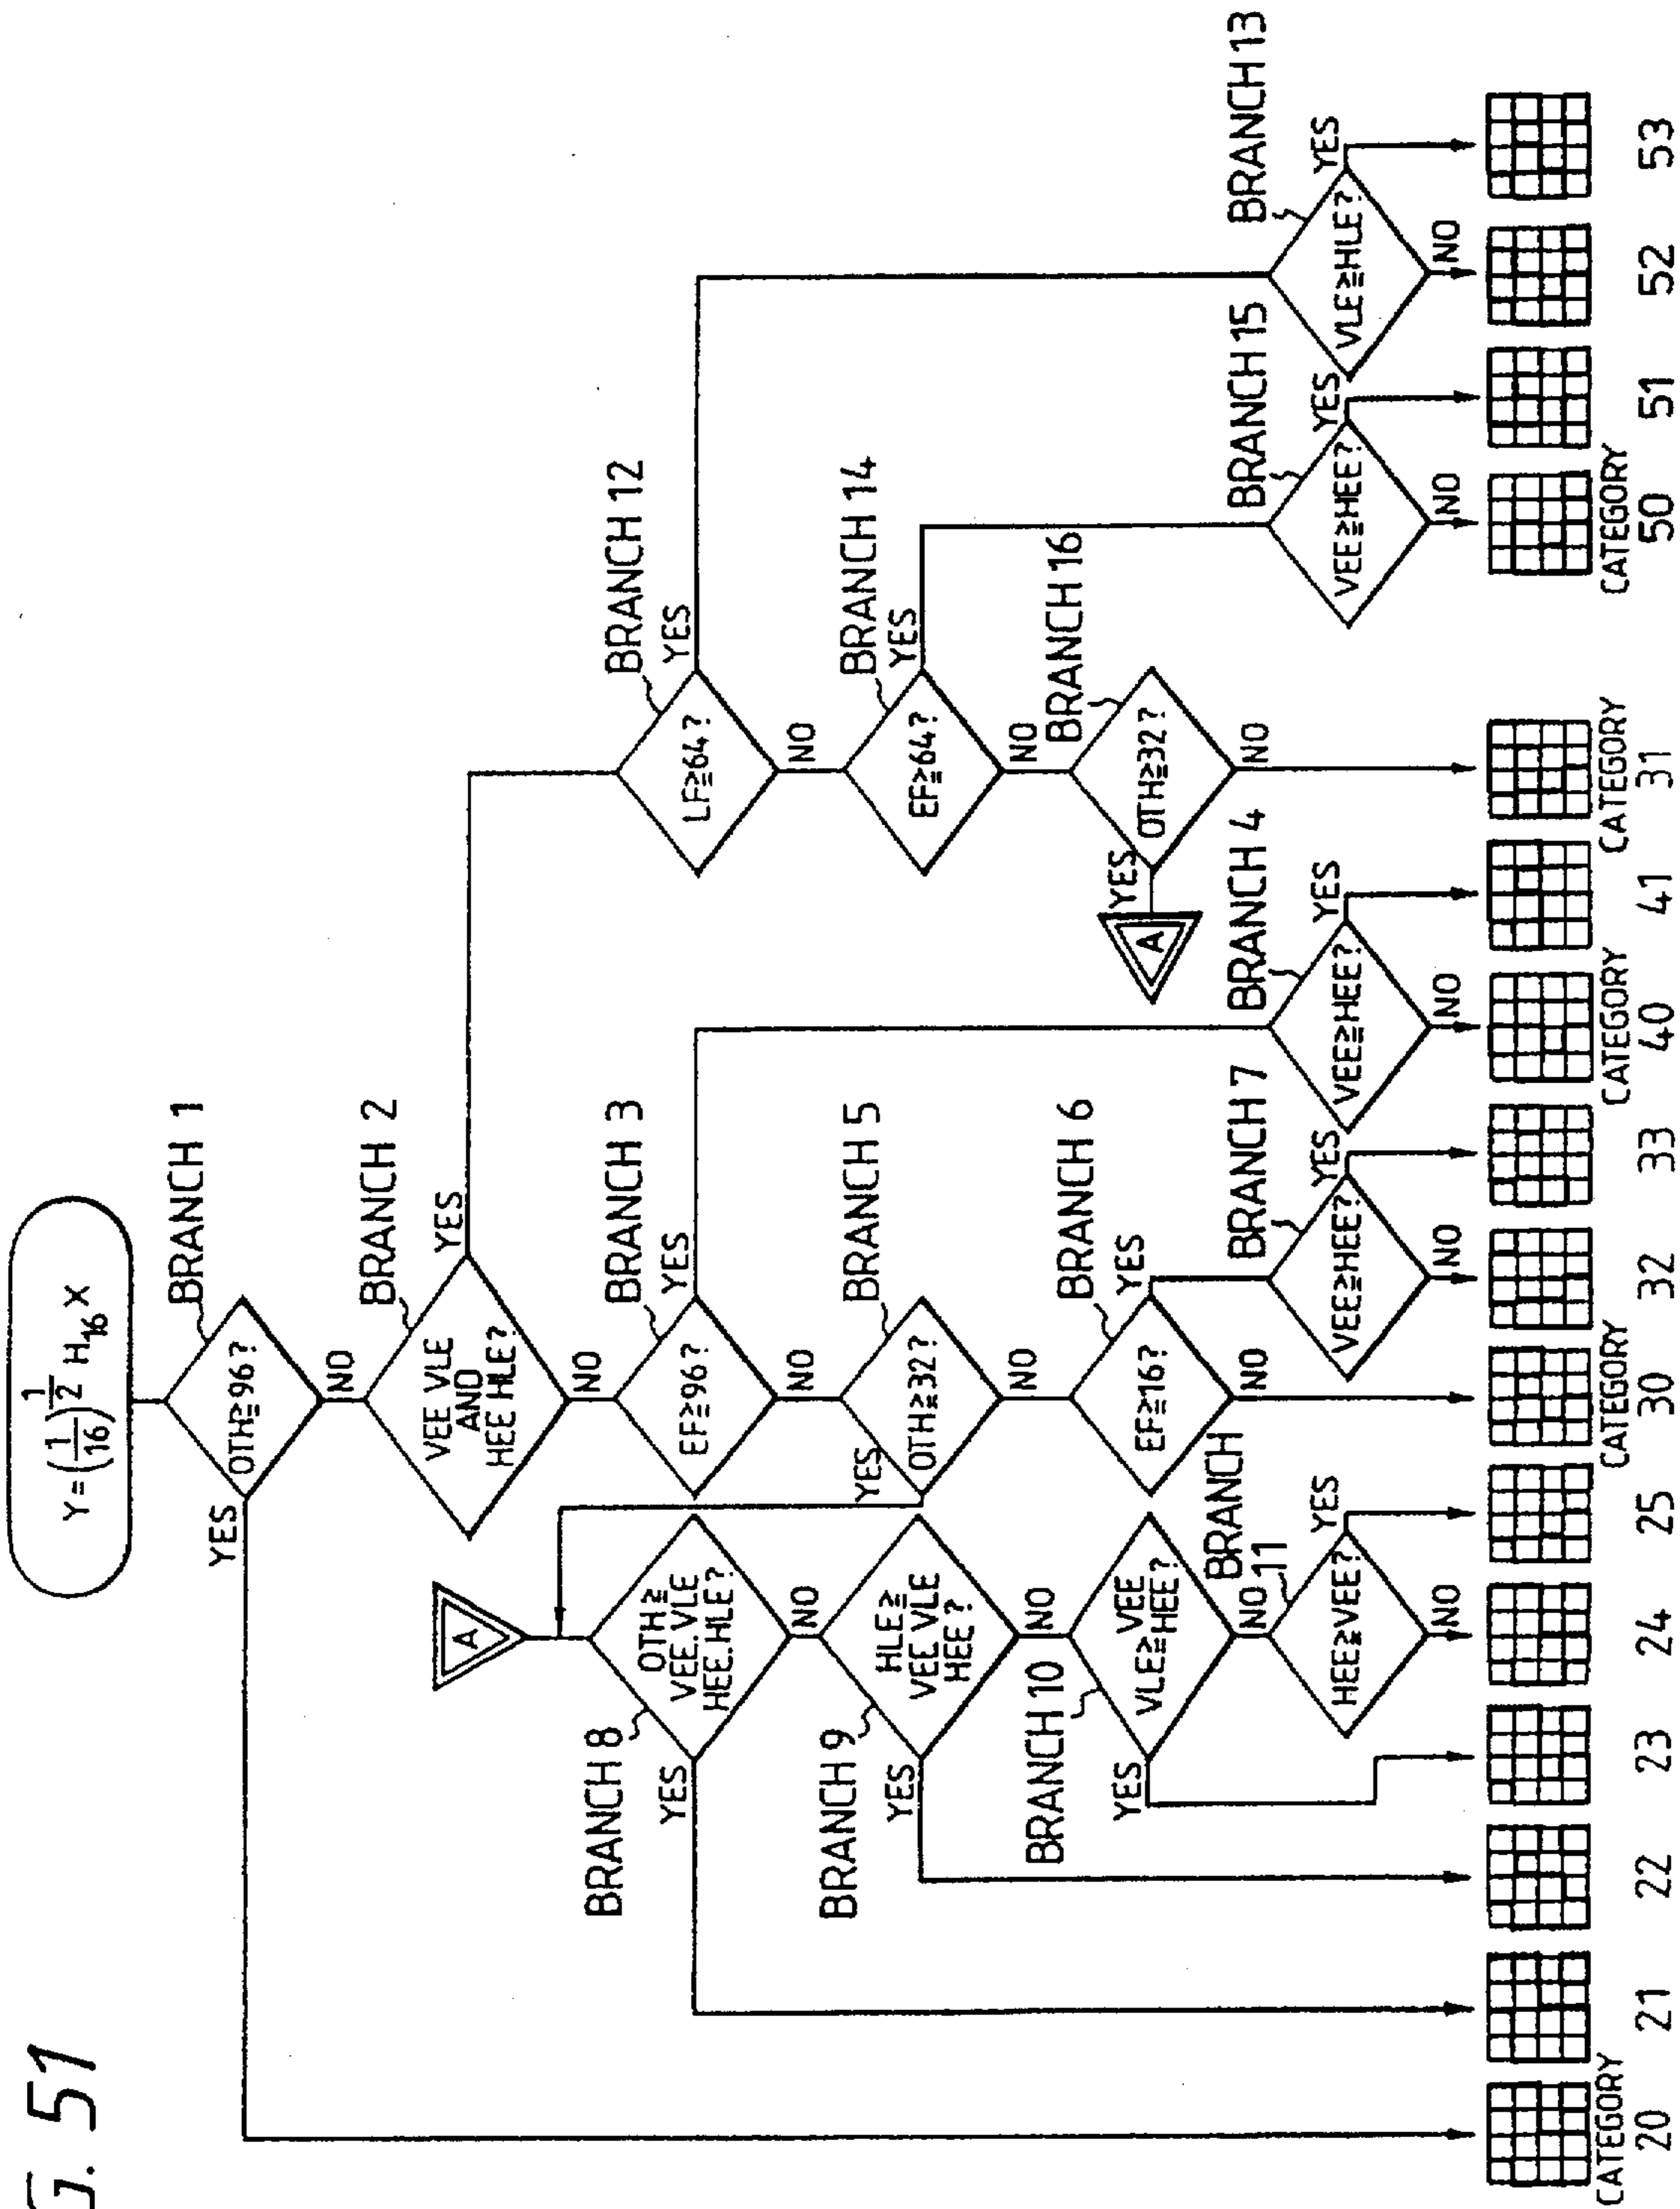 G. 51
Y=(1/16)^1/2 H16 X
BRANCH 1
OTH≧96?
YES
NO
BRANCH 2
VEE VLE
AND
HEE HLE?
YES
NO
BRANCH 3
EF≧96?
YES
NO
BRANCH 5
OTH≧32?
YES
NO
BRANCH 6
EF≧16?
YES
NO
BRANCH 7
VEE≧HEE?
YES
NO
BRANCH 4
VEE≧HEE?
YES
NO
A
BRANCH 8
OTH≧
VEE.VLE
HEE.HLE?
YES
NO
BRANCH 9
HLE≧
VEC VLE
HEE?
YES
NO
BRANCH 10
VLE≧VEE
≧HEE?
YES
NO
BRANCH
11
HEE≧VEE?
YES
NO
BRANCH 12
LF≧64?
YES
NO
BRANCH 14
EF≧64?
YES
NO
BRANCH 16
OTH≧32?
YES
NO
A
BRANCH 15
VEE≧HEE?
YES
NO
BRANCH 13
VLE≧HLE?
YES
NO
CATEGORY
20 21 22 23 24 25
CATEGORY
30 32 33
CATEGORY
40 41
CATEGORY
31
CATEGORY
50 51 52 53